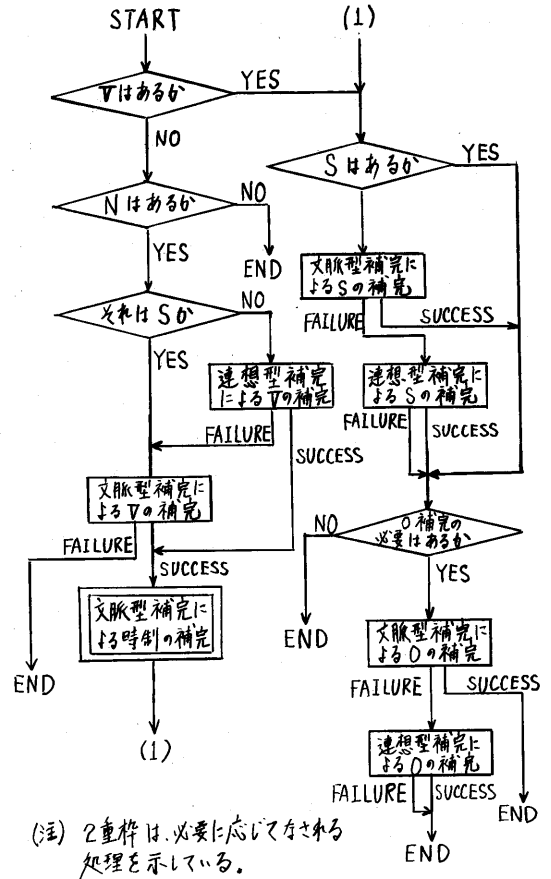 START
Vはあるか
YES
NO
Nはあるか
NO
END
YES
それはSか
NO
YES
連想型補完
によるVの補完
FAILURE
SUCCESS
文脈型補完に
よるVの補完
FAILURE
SUCCESS
END
文脈型補完に
よる時制の補完
(1)
(1)
Sはあるか
YES
文脈型補完に
よるSの補完
FAILURE
SUCCESS
連想型補完に
よるSの補完
FAILURE
SUCCESS
O補完の
必要はあるか
NO
END
YES
文脈型補完に
よるOの補完
FAILURE
SUCCESS
END
連想型補完に
よるOの補完
FAILURE
SUCCESS
END
(注) 2重枠は、必要に応じてなされる
処理を示している。